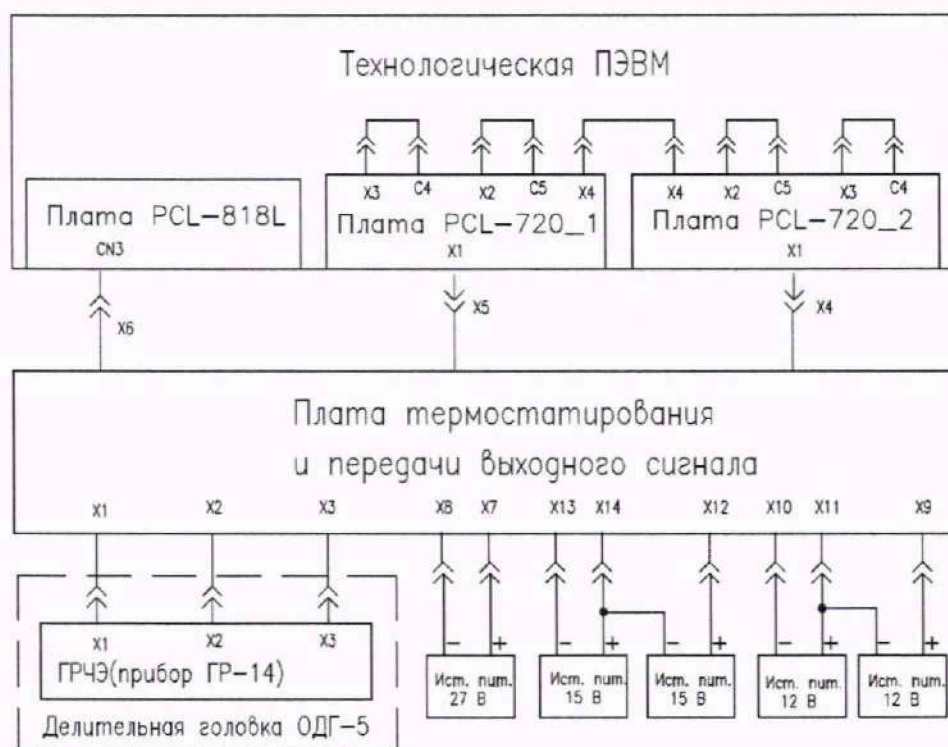 Технологическая ПЭВМ
X3 C4 X2 C5 X4 X4 X2 C5 X3 C4
Плата PCL-818L Плата PCL-720_1 Плата PCL-720_2
CN3 X1 X1
X6 X5 X4
Плата термостатирования
и передачи выходного сигнала
X1 X2 X3 X8 X7 X13 X14 X12 X10 X11 X9
X1 X2 X3
ГРЧЭ(прибор ГР-14)
Делительная головка ОДГ-5
- + - + - + - + - +
Ист. пит. Ист. пит. Ист. пит. Ист. пит. Ист. пит.
27 В 15 В 15 В 12 В 12 В